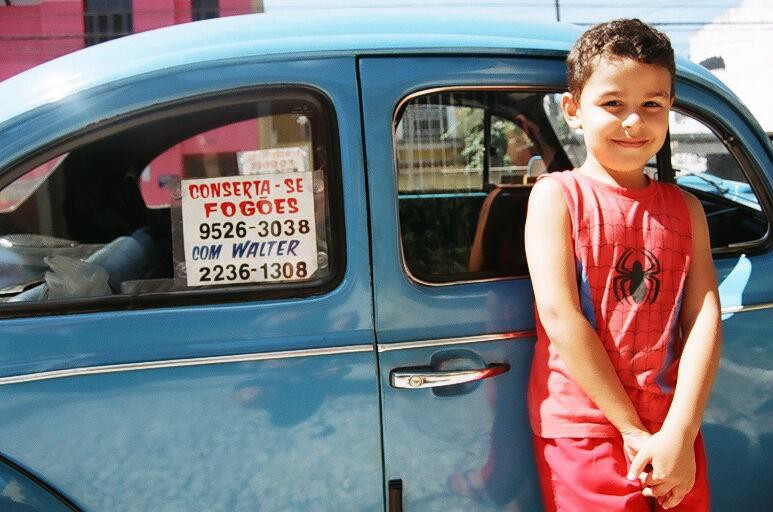 CONSERTA-SE
FOGÕES
9526-3038
COM WALTER
2236-1308